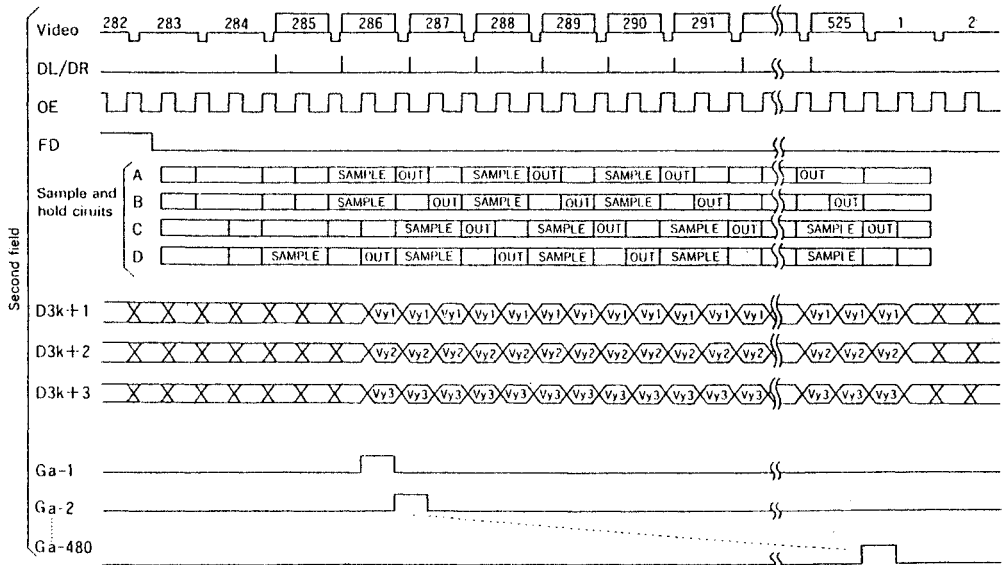 Video 282 283 284 285 286 287 288 289 290 291 525 1 2
DL/DR
OE
FD
Second field
Sample and
hold ciruits
A SAMPLE OUT SAMPLE OUT SAMPLE OUT OUT
B SAMPLE OUT SAMPLE OUT SAMPLE OUT OUT
C SAMPLE OUT SAMPLE OUT SAMPLE OUT SAMPLE OUT
D SAMPLE OUT SAMPLE OUT SAMPLE OUT SAMPLE SAMPLE
D3k+1 Vy1 Vy1 Vy1 Vy1 Vy1 Vy1 Vy1 Vy1 Vy1 Vy1 Vy1 Vy1 Vy1 Vy1 Vy1
D3k+2 Vy2 Vy2 Vy2 Vy2 Vy2 Vy2 Vy2 Vy2 Vy2 Vy2 Vy2 Vy2 Vy2 Vy2 Vy2
D3k+3 Vy3 Vy3 Vy3 Vy3 Vy3 Vy3 Vy3 Vy3 Vy3 Vy3 Vy3 Vy3 Vy3 Vy3 Vy3
Ga-1
Ga-2
Ga-480